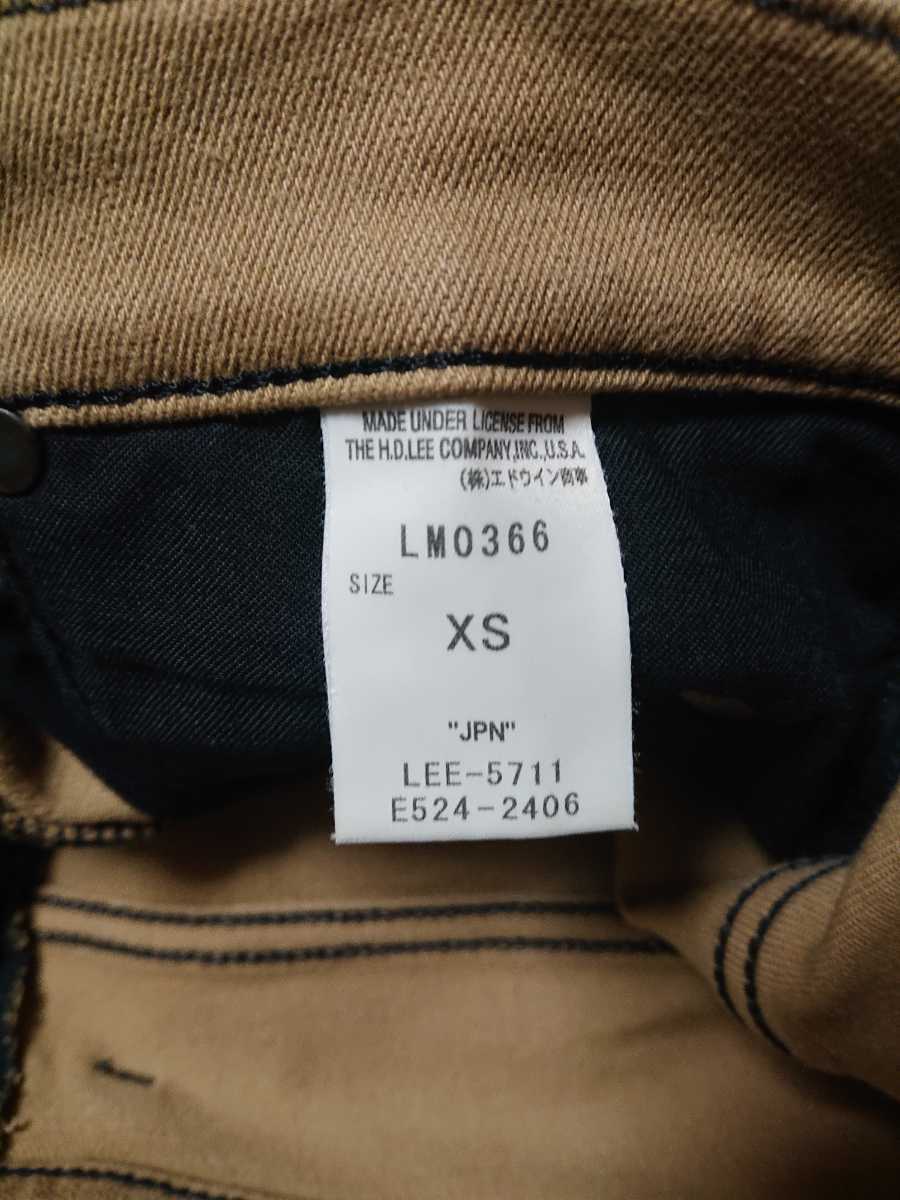 MADE UNDER LICENSE FROM
THE H.D.LEE COMPANY,INC.,U.S.A.
(株)エドウイン商事
LM0366
SIZE
XS
"JPN"
LEE-5711
E524-2406